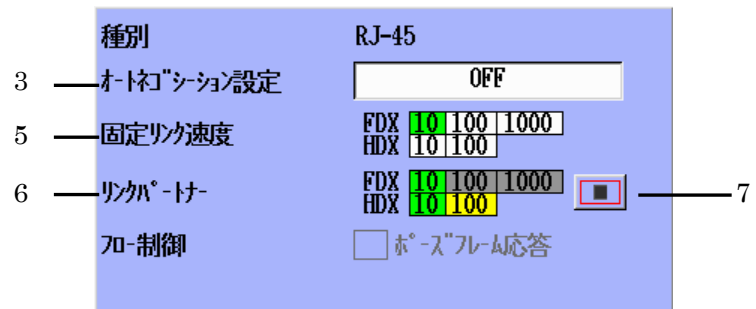 種別 RJ-45
3 ｵｰﾄﾈｺﾞｼｰｼｮﾝ設定 OFF
5 固定ﾘﾝｸ速度 FDX 10 100 1000
HDX 10 100
6 ﾘﾝｸﾊﾟｰﾄﾅｰ FDX 10 100 1000 7
HDX 10 100
ﾌﾛｰ制御 ﾎﾟｰｽﾞﾌﾚｰﾑ応答